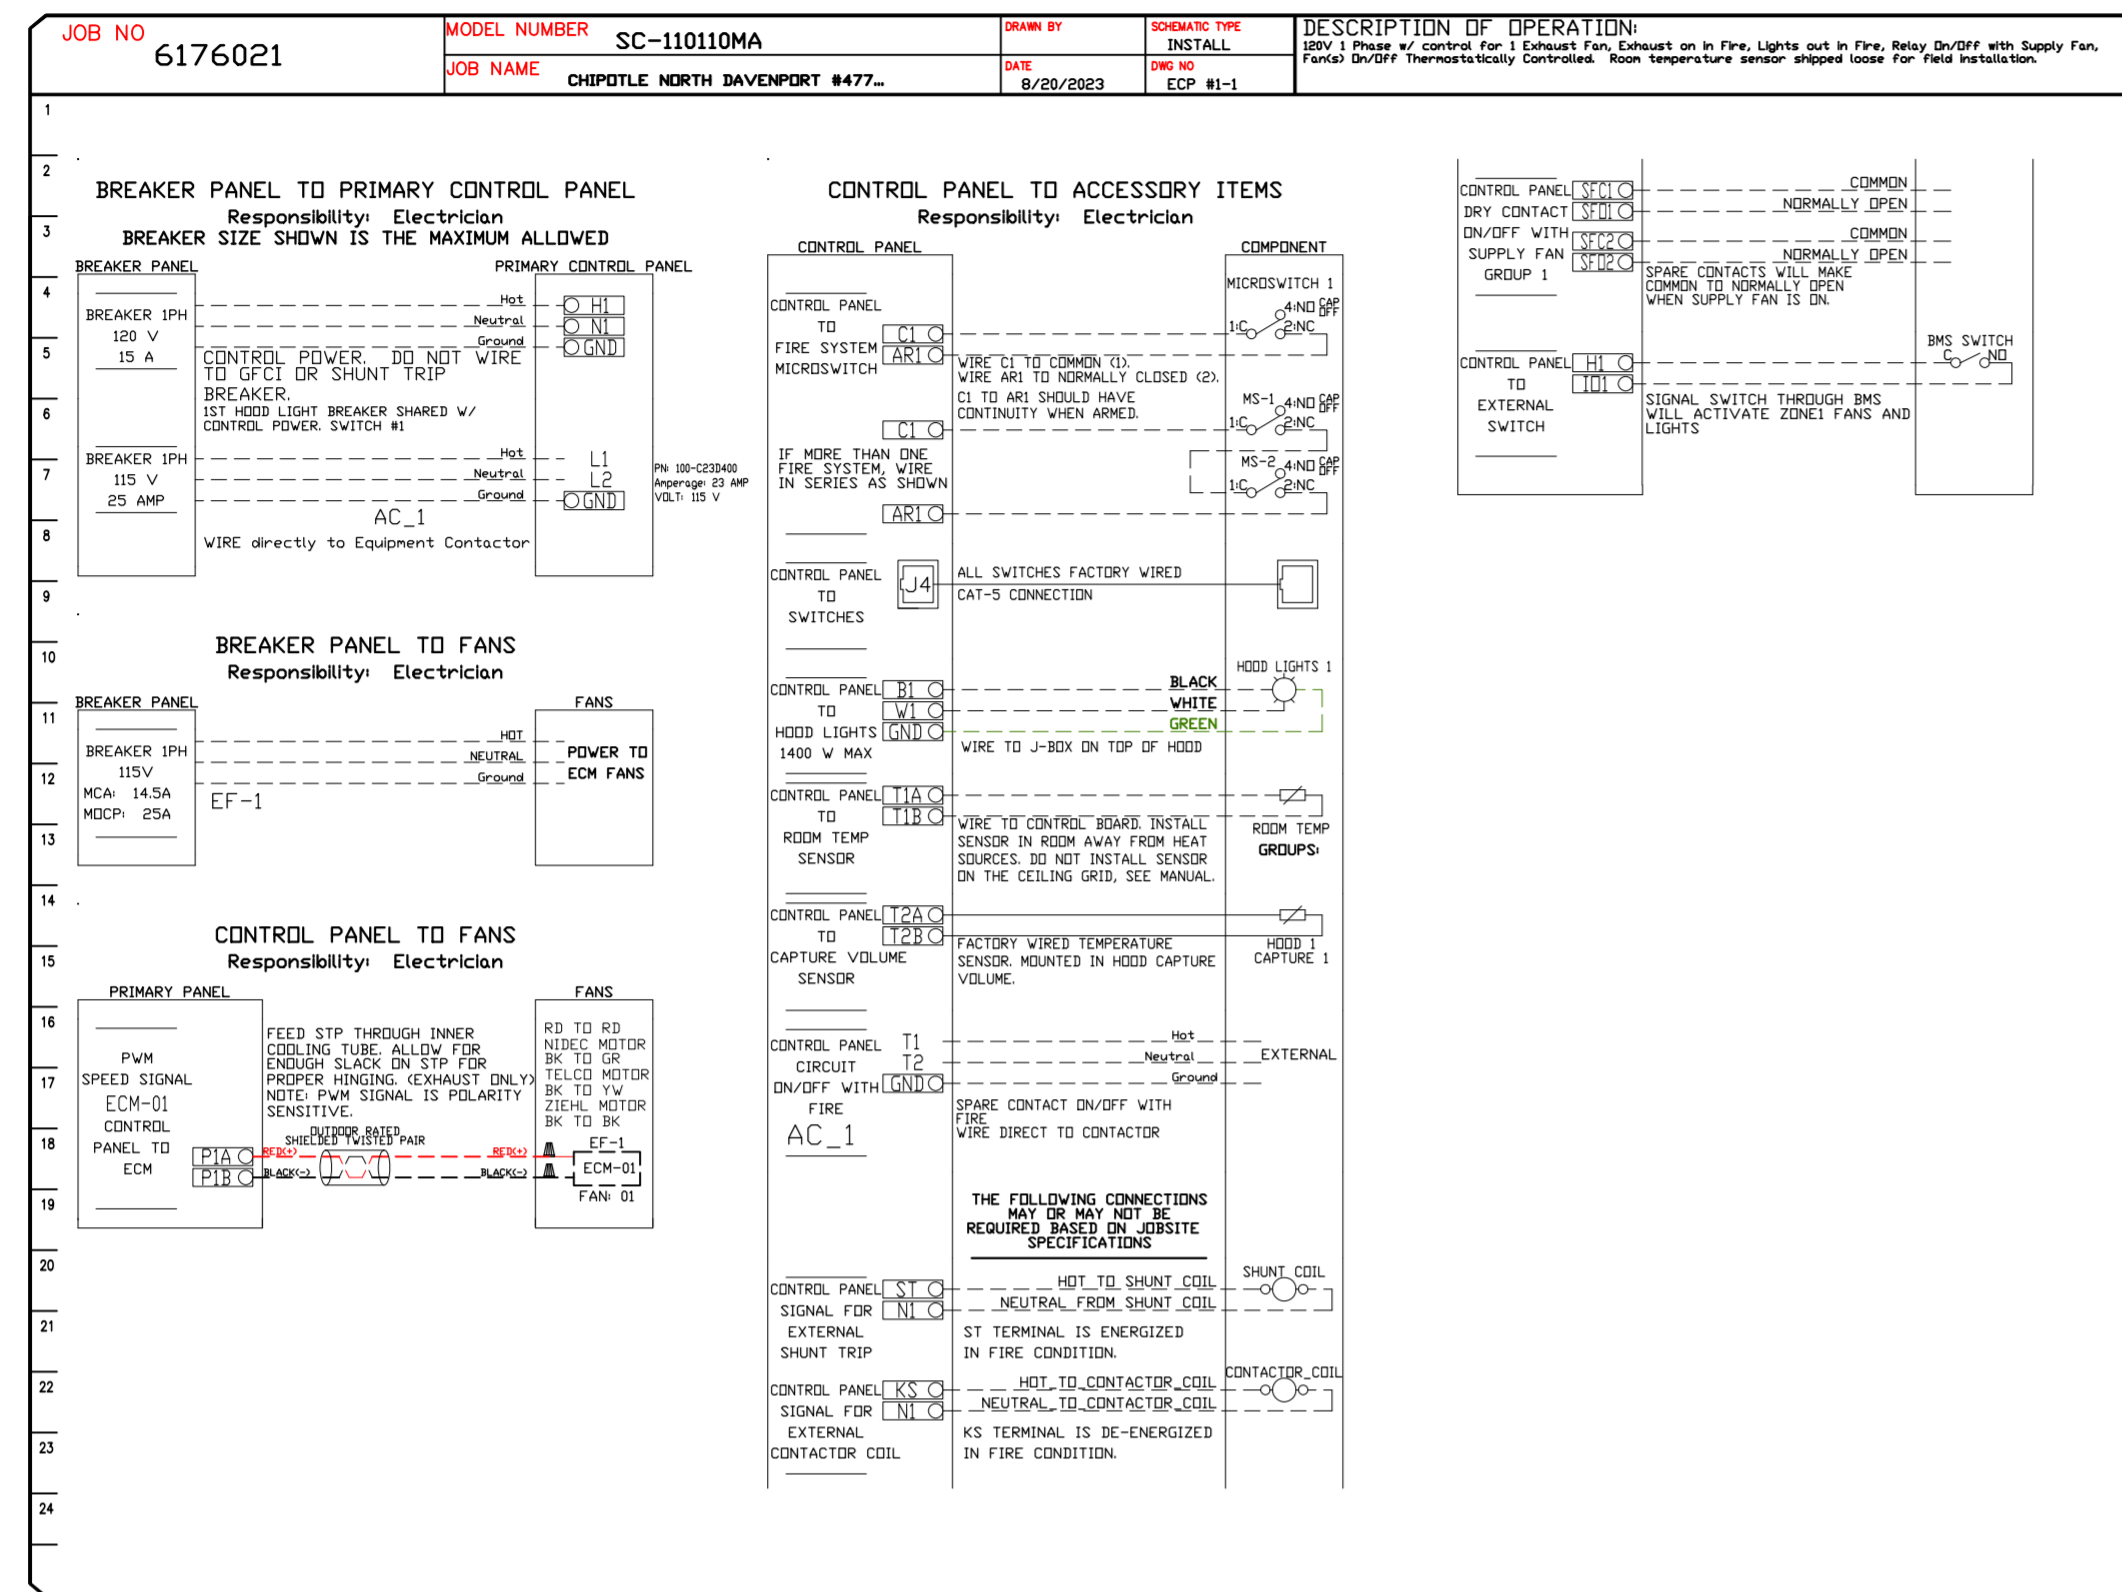 JOB NO
6176021
MODEL NUMBER
SC-110110MA
JOB NAME
CHIPOTLE NORTH DAVENPORT #477...
DRAWN BY
DATE
8/20/2023
SCHEMATIC TYPE
INSTALL
DWG NO
ECP #1-1
DESCRIPTION OF OPERATION:
120V 1 Phase w/ control for 1 Exhaust Fan, Exhaust on in Fire, Lights out in Fire, Relay On/Off with Supply Fan,
Fan(s) On/Off Thermostatically Controlled. Room temperature sensor shipped loose for field installation.
1
2
3
4
5
6
7
8
9
10
11
12
13
14
15
16
17
18
19
20
21
22
23
24
BREAKER PANEL TO PRIMARY CONTROL PANEL
Responsibility: Electrician
BREAKER SIZE SHOWN IS THE MAXIMUM ALLOWED
BREAKER PANEL
PRIMARY CONTROL PANEL
BREAKER 1PH
120 V
15 A
Hot
H1
Neutral
N1
Ground
GND
CONTROL POWER. DO NOT WIRE
TO GFCI OR SHUNT TRIP
BREAKER.
1ST HOOD LIGHT BREAKER SHARED W/
CONTROL POWER. SWITCH #1
BREAKER 1PH
115 V
25 AMP
Hot
L1
Neutral
L2
Ground
GND
PN: 100-C23D400
Amperage: 23 AMP
VOLT: 115 V
AC_1
WIRE directly to Equipment Contactor
BREAKER PANEL TO FANS
Responsibility: Electrician
BREAKER PANEL
FANS
BREAKER 1PH
115V
MCA: 14.5A
MOCP: 25A
HOT
NEUTRAL
Ground
POWER TO
ECM FANS
EF-1
CONTROL PANEL TO FANS
Responsibility: Electrician
PRIMARY PANEL
FANS
PWM
SPEED SIGNAL
ECM-01
CONTROL
PANEL TO
ECM
P1A
P1B
FEED STP THROUGH INNER
COOLING TUBE. ALLOW FOR
ENOUGH SLACK ON STP FOR
PROPER HINGING. (EXHAUST ONLY)
NOTE: PWM SIGNAL IS POLARITY
SENSITIVE.
OUTDOOR RATED
SHIELDED TWISTED PAIR
RED(+)
RED(+)
BLACK(-)
BLACK(-)
RD TO RD
NIDEC MOTOR
BK TO GR
TELCO MOTOR
BK TO YW
ZIEHL MOTOR
BK TO BK
EF-1
ECM-01
FAN: 01
CONTROL PANEL TO ACCESSORY ITEMS
Responsibility: Electrician
CONTROL PANEL
COMPONENT
CONTROL PANEL
TO
FIRE SYSTEM
MICROSWITCH
C1
AR1
MICROSWITCH 1
4:NO CAP OFF
1:C
2:NC
WIRE C1 TO COMMON (1).
WIRE AR1 TO NORMALLY CLOSED (2).
C1 TO AR1 SHOULD HAVE
CONTINUITY WHEN ARMED.
C1
MS-1
4:NO CAP OFF
1:C
2:NC
IF MORE THAN ONE
FIRE SYSTEM, WIRE
IN SERIES AS SHOWN
MS-2
4:NO CAP OFF
1:C
2:NC
AR1
CONTROL PANEL
TO
SWITCHES
J4
ALL SWITCHES FACTORY WIRED
CAT-5 CONNECTION
CONTROL PANEL
TO
HOOD LIGHTS
1400 W MAX
B1
W1
GND
BLACK
WHITE
GREEN
HOOD LIGHTS 1
WIRE TO J-BOX ON TOP OF HOOD
CONTROL PANEL
TO
ROOM TEMP
SENSOR
T1A
T1B
WIRE TO CONTROL BOARD. INSTALL
SENSOR IN ROOM AWAY FROM HEAT
SOURCES. DO NOT INSTALL SENSOR
ON THE CEILING GRID, SEE MANUAL.
ROOM TEMP
GROUPS:
CONTROL PANEL
TO
CAPTURE VOLUME
SENSOR
T2A
T2B
FACTORY WIRED TEMPERATURE
SENSOR. MOUNTED IN HOOD CAPTURE
VOLUME.
HOOD 1
CAPTURE 1
CONTROL PANEL
CIRCUIT
ON/OFF WITH
FIRE
AC_1
T1
T2
GND
Hot
Neutral
Ground
EXTERNAL
SPARE CONTACT ON/OFF WITH
FIRE
WIRE DIRECT TO CONTACTOR
THE FOLLOWING CONNECTIONS
MAY OR MAY NOT BE
REQUIRED BASED ON JOBSITE
SPECIFICATIONS
CONTROL PANEL
SIGNAL FOR
EXTERNAL
SHUNT TRIP
ST
N1
HOT TO SHUNT COIL
NEUTRAL FROM SHUNT COIL
SHUNT COIL
ST TERMINAL IS ENERGIZED
IN FIRE CONDITION.
CONTROL PANEL
SIGNAL FOR
EXTERNAL
CONTACTOR COIL
KS
N1
HOT TO CONTACTOR COIL
NEUTRAL TO CONTACTOR COIL
CONTACTOR COIL
KS TERMINAL IS DE-ENERGIZED
IN FIRE CONDITION.
CONTROL PANEL
DRY CONTACT
ON/OFF WITH
SUPPLY FAN
GROUP 1
SFC1
SFO1
SFC2
SFO2
COMMON
NORMALLY OPEN
COMMON
NORMALLY OPEN
SPARE CONTACTS WILL MAKE
COMMON TO NORMALLY OPEN
WHEN SUPPLY FAN IS ON.
CONTROL PANEL
TO
EXTERNAL
SWITCH
H1
IO1
BMS SWITCH
C
NO
SIGNAL SWITCH THROUGH BMS
WILL ACTIVATE ZONE1 FANS AND
LIGHTS